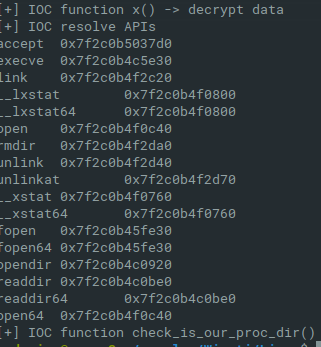 [+] IOC function x() -> decrypt data
[+] IOC resolve APIs
accept 0x7f2c0b5037d0
execve 0x7f2c0b4c5e30
link 0x7f2c0b4f2c20
__lxstat 0x7f2c0b4f0800
__lxstat64 0x7f2c0b4f0800
open 0x7f2c0b4f0c40
rmdir 0x7f2c0b4f2da0
unlink 0x7f2c0b4f2d40
unlinkat 0x7f2c0b4f2d70
__xstat 0x7f2c0b4f0760
__xstat64 0x7f2c0b4f0760
fopen 0x7f2c0b45fe30
fopen64 0x7f2c0b45fe30
opendir 0x7f2c0b4c0920
readdir 0x7f2c0b4c0be0
readdir64 0x7f2c0b4c0be0
open64 0x7f2c0b4f0c40
[+] IOC function check_is_our_proc_dir()